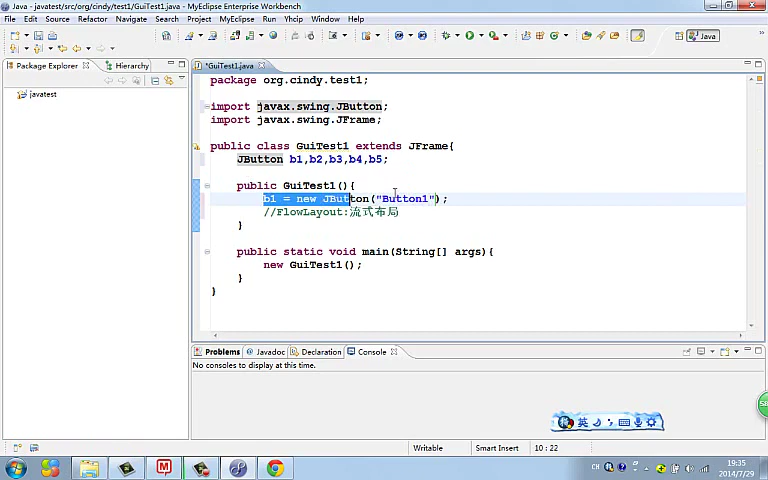 Java - javatest/src/org/cindy/test1/GuiTest1.java - MyEclipse Enterprise Workbench
File Edit Source Refactor Navigate Search Project MyEclipse Run YJcp Window Help
Java
Package Explorer Hierarchy
*GuiTest1.java
javatest
package org.cindy.test1;
import javax.swing.JButton;
import javax.swing.JFrame;
public class GuiTest1 extends JFrame{
JButton b1,b2,b3,b4,b5;
public GuiTest1(){
b1 = new JButton("Button1");
//FlowLayout:流式布局
}
public static void main(String[] args){
new GuiTest1();
}
}
Problems Javadoc Declaration Console
No consoles to display at this time.
英
Writable Smart Insert 10 : 22
CH
19:35
2014/7/29